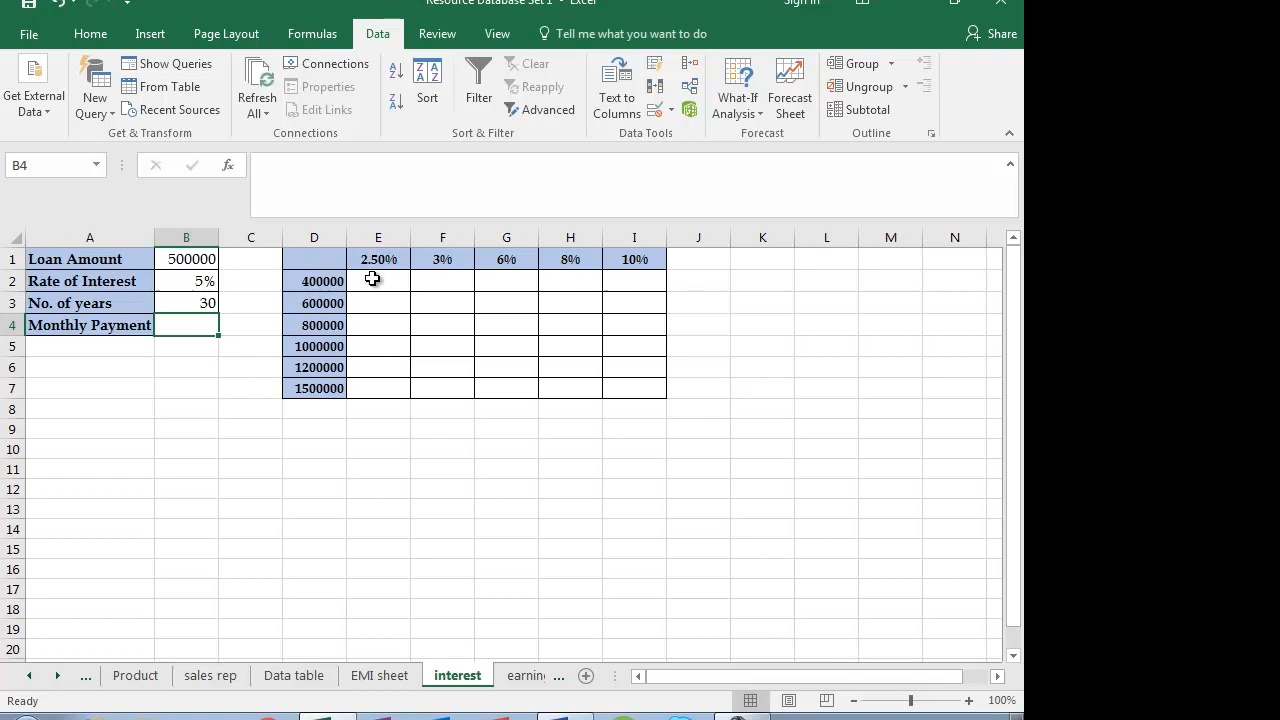 Resource Database Set 1 - Excel
Sign in
File Home Insert Page Layout Formulas Data Review View Tell me what you want to do Share
Get External Data
New Query
Show Queries
From Table
Recent Sources
Get & Transform
Refresh All
Connections
Properties
Edit Links
Connections
Sort
Filter
Clear
Reapply
Advanced
Sort & Filter
Text to Columns
Data Tools
What-If Analysis
Forecast Sheet
Forecast
Group
Ungroup
Subtotal
Outline
B4
fx
A B C D E F G H I J K L M N
1 Loan Amount 500000 2.50% 3% 6% 8% 10%
2 Rate of Interest 5% 400000
3 No. of years 30 600000
4 Monthly Payment 800000
5 1000000
6 1200000
7 1500000
8
9
10
11
12
13
14
15
16
17
18
19
20
... Product sales rep Data table EMI sheet interest earning ...
Ready
100%